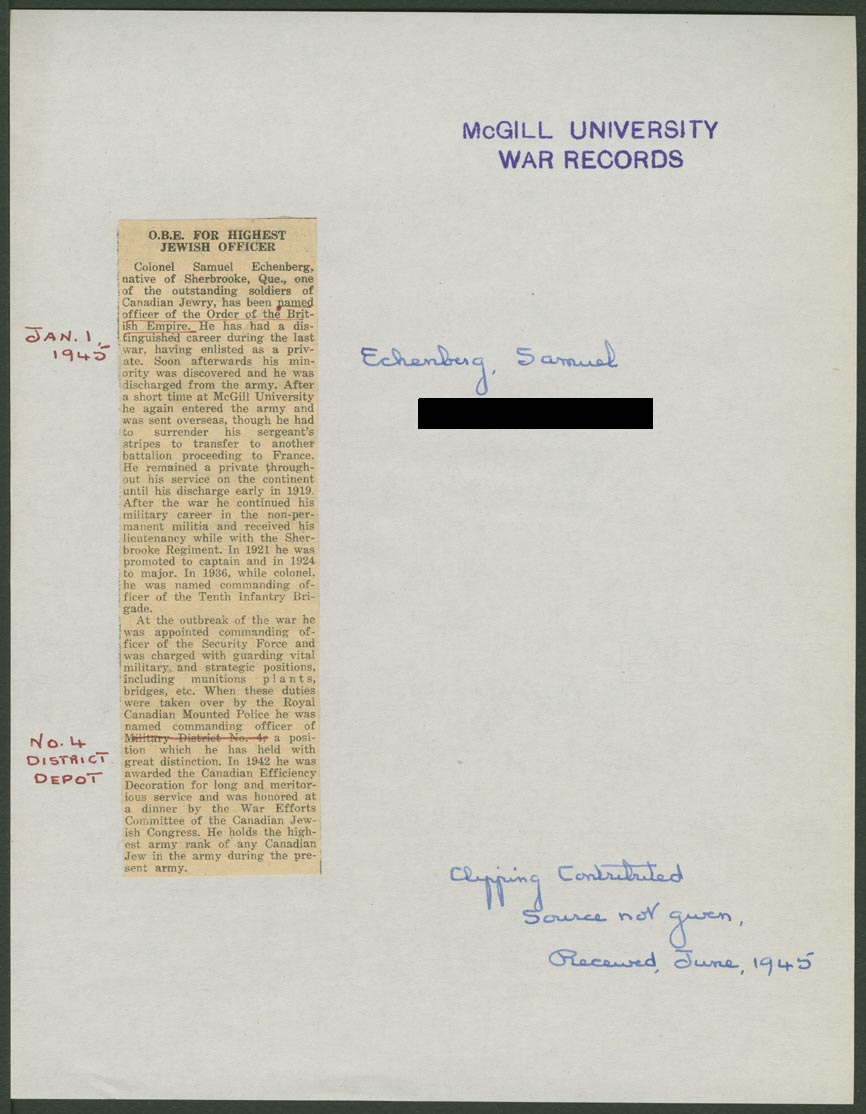 McGILL UNIVERSITY
WAR RECORDS
O.B.E. FOR HIGHEST
JEWISH OFFICER
Colonel Samuel Echenberg,
native of Sherbrooke, Que., one
of the outstanding soldiers of
Canadian Jewry, has been named
officer of the Order of the Brit-
ish Empire. He has had a dis-
tinguished career during the last
war, having enlisted as a priv-
ate. Soon afterwards his min-
ority was discovered and he was
discharged from the army. After
a short time at McGill University
he again entered the army and
was sent overseas, though he had
to surrender his sergeant's
stripes to transfer to another
battalion proceeding to France.
He remained a private through-
out his service on the continent
until his discharge early in 1919.
After the war he continued his
military career in the non-per-
manent militia and received his
lieutenancy while with the Sher-
brooke Regiment. In 1921 he was
promoted to captain and in 1924
to major. In 1936, while colonel,
he was named commanding of-
ficer of the Tenth Infantry Bri-
gade.
At the outbreak of the war he
was appointed commanding of-
ficer of the Security Force and
was charged with guarding vital
military, and strategic positions,
including munitions plants,
bridges, etc. When these duties
were taken over by the Royal
Canadian Mounted Police he was
named commanding officer of
Military District No. 4, a posi-
tion which he has held with
great distinction. In 1942 he was
awarded the Canadian Efficiency
Decoration for long and meritor-
ious service and was honored at
a dinner by the War Efforts
Committee of the Canadian Jew-
ish Congress. He holds the high-
est army rank of any Canadian
Jew in the army during the pre-
sent army.
JAN. 1,
1945
NO. 4
DISTRICT
DEPOT
Echenberg, Samuel
Clipping Contributed
Source not given,
Received, June, 1945